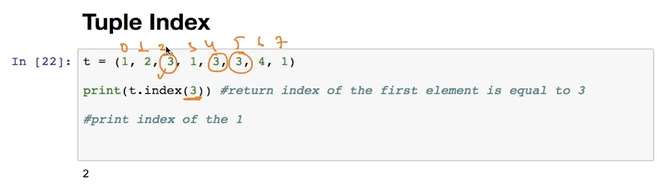 Tuple Index
0 1 2 3 4 5 6 7
In [22]: t = (1, 2, 3, 1, 3, 3, 4, 1)
print(t.index(3)) #return index of the first element is equal to 3
#print index of the 1
2